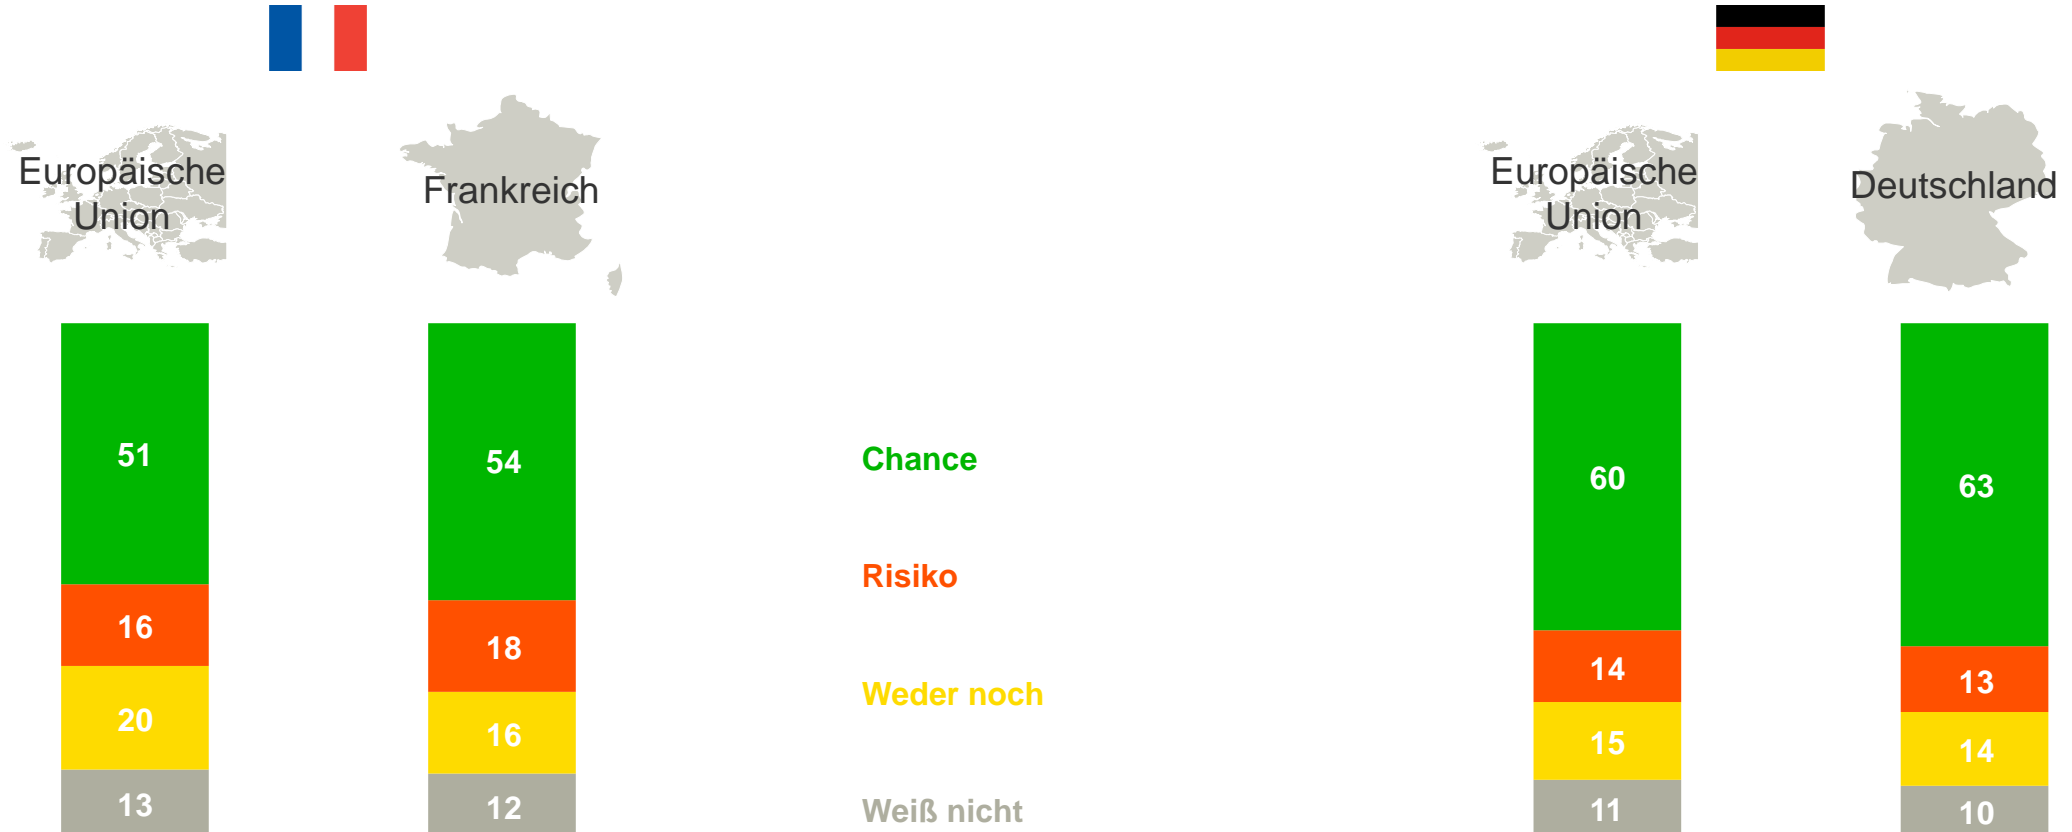 Europäische
Union
Frankreich
Europäische
Union
Deutschland
51
54
Chance
60
63
16
18
Risiko
14
13
20
16
Weder noch
15
14
13
12
Weiß nicht
11
10